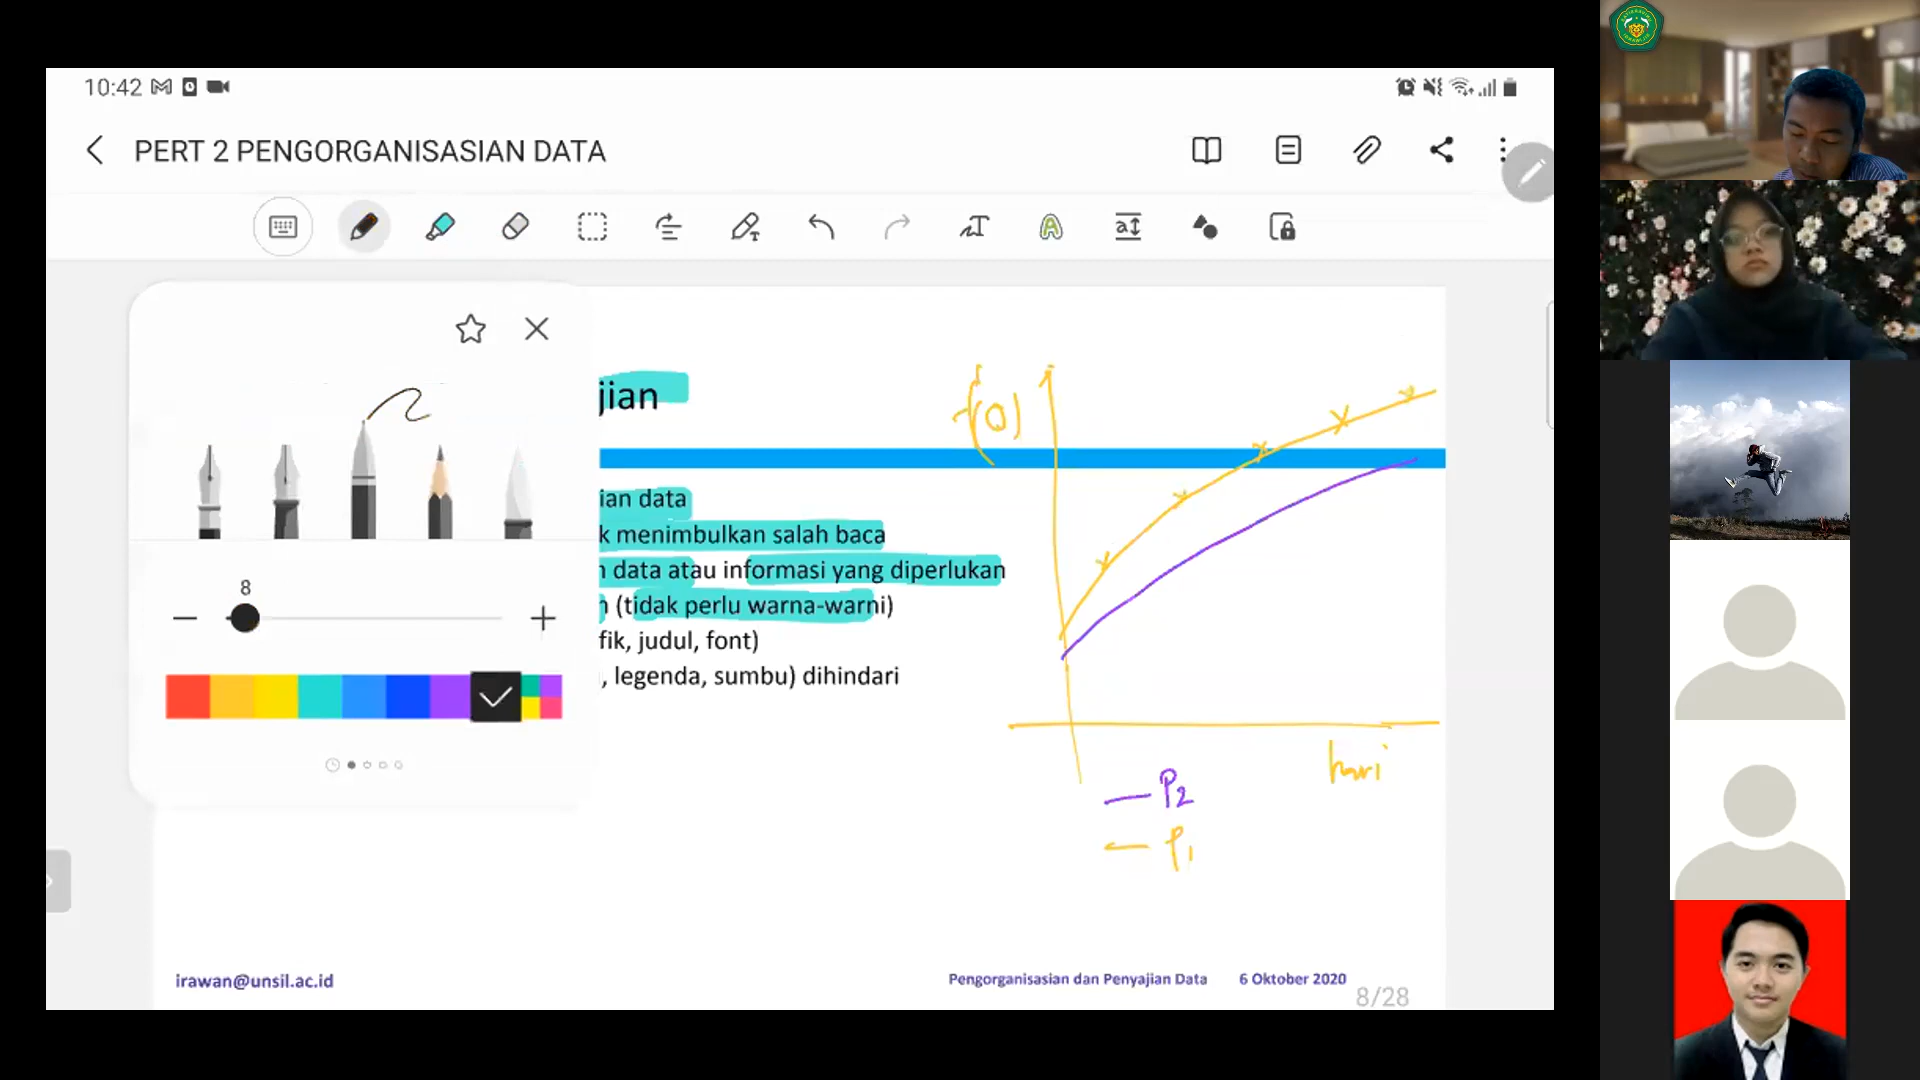 10:42
PERT 2 PENGORGANISASIAN DATA
8
jian
ian data
k menimbulkan salah baca
n data atau informasi yang diperlukan
n (tidak perlu warna-warni)
fik, judul, font)
, legenda, sumbu) dihindari
(Q)
hari
P2
P1
irawan@unsil.ac.id
Pengorganisasian dan Penyajian Data 6 Oktober 2020
8/28